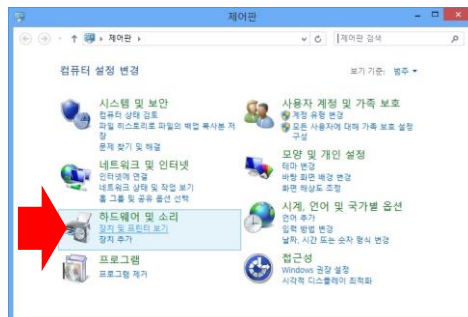 제어판
제어판
제어판 검색
컴퓨터 설정 변경
보기 기준: 범주
시스템 및 보안
컴퓨터 상태 검토
파일 히스토리로 파일의 백업 복사본 저
장
문제 찾기 및 해결
네트워크 및 인터넷
인터넷에 연결
네트워크 상태 및 작업 보기
홈 그룹 및 공유 옵션 선택
하드웨어 및 소리
장치 및 프린터 보기
장치 추가
프로그램
프로그램 제거
사용자 계정 및 가족 보호
계정 유형 변경
모든 사용자에 대해 가족 보호 설정
구성
모양 및 개인 설정
테마 변경
바탕 화면 배경 변경
화면 해상도 조정
시계, 언어 및 국가별 옵션
언어 추가
입력 방법 변경
날짜, 시간 또는 숫자 형식 변경
접근성
Windows 권장 설정
시각적 디스플레이 최적화